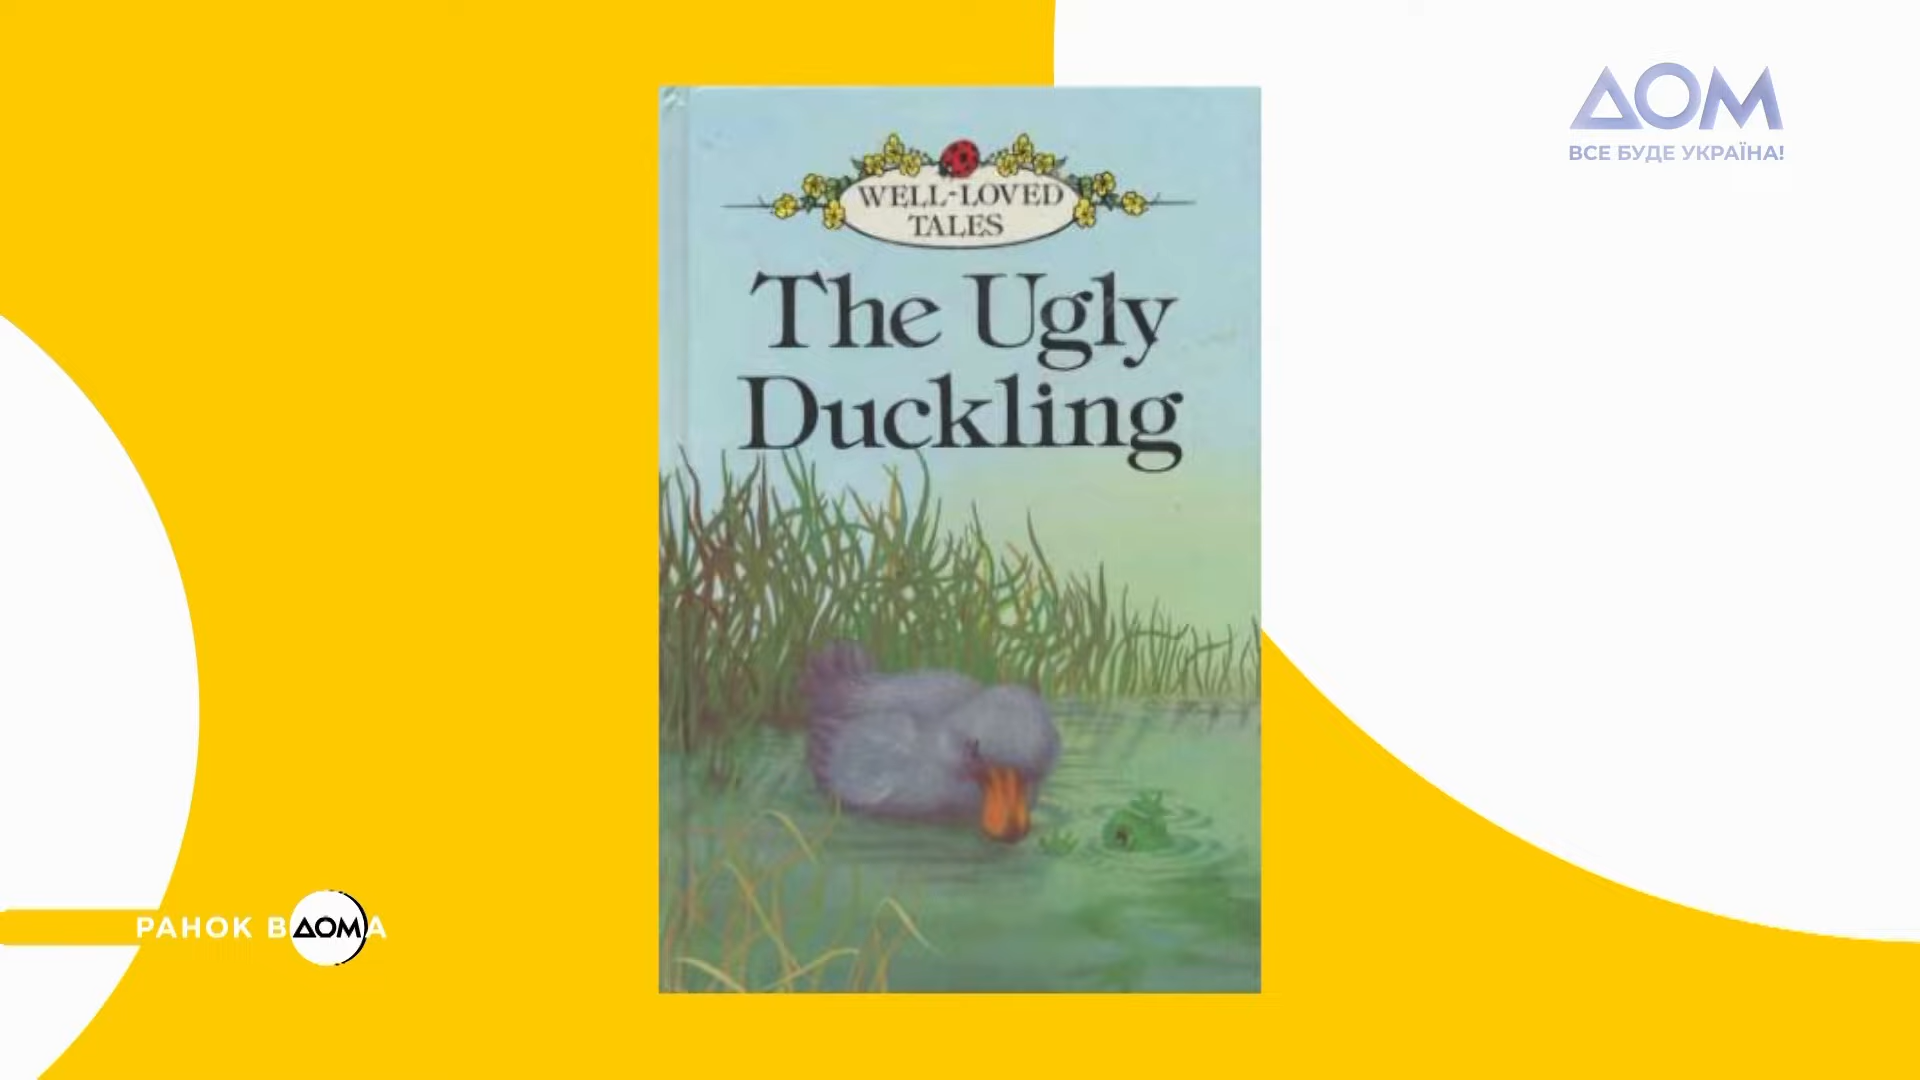 ДОМ
ВСЕ БУДЕ УКРАЇНА!
WELL-LOVED
TALES
The Ugly
Duckling
РАНОК ВДОМА